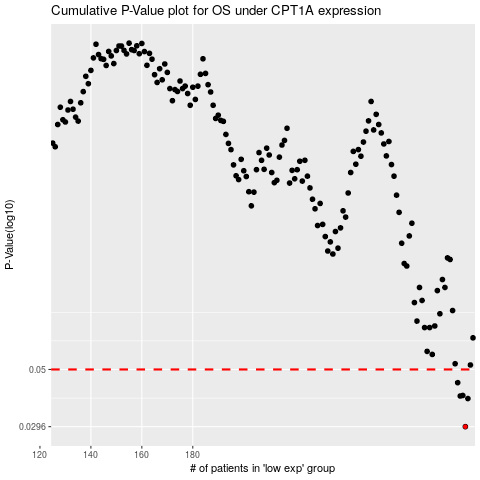 Cumulative P-Value plot for OS under CPT1A expression
P-Value(log10)
0.05
0.0296
120 140 160 180
# of patients in 'low exp' group